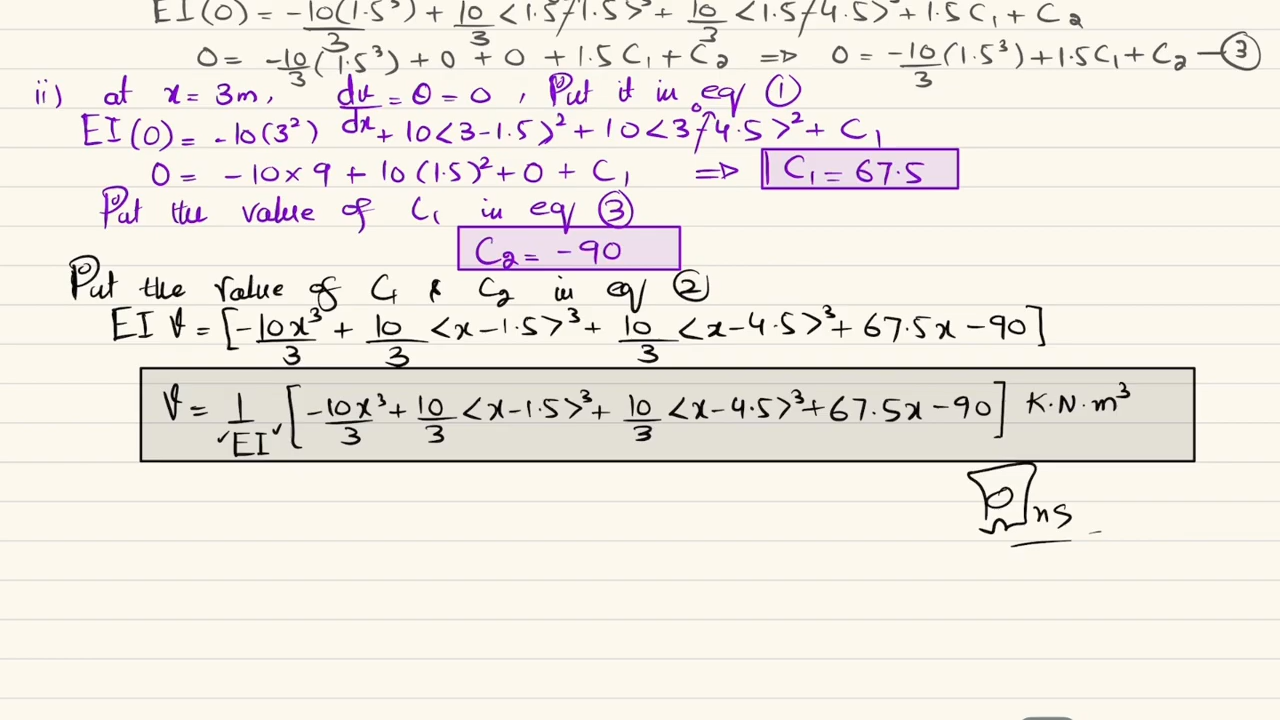 EI(0) = -10(1.5³)/3 + 10/3 <1.5-1.5>³ + 10/3 <1.5-4.5>³ + 1.5C₁ + C₂
0 = -10/3 (1.5³) + 0 + 0 + 1.5C₁ + C₂ => 0 = -10/3 (1.5³) + 1.5C₁ + C₂ — ③
ii) at x = 3m, dv/dx = θ = 0, Put it in eq ①
EI(0) = -10(3²) + 10<3-1.5>² + 10<3-4.5>² + C₁
0 = -10×9 + 10(1.5)² + 0 + C₁ => C₁ = 67.5
Put the value of C₁ in eq ③
C₂ = -90
Put the value of C₁ & C₂ in eq ②
EI V = [-10x³/3 + 10/3 <x-1.5>³ + 10/3 <x-4.5>³ + 67.5x - 90]
V = 1/EI [-10x³/3 + 10/3 <x-1.5>³ + 10/3 <x-4.5>³ + 67.5x - 90] K.N.m³